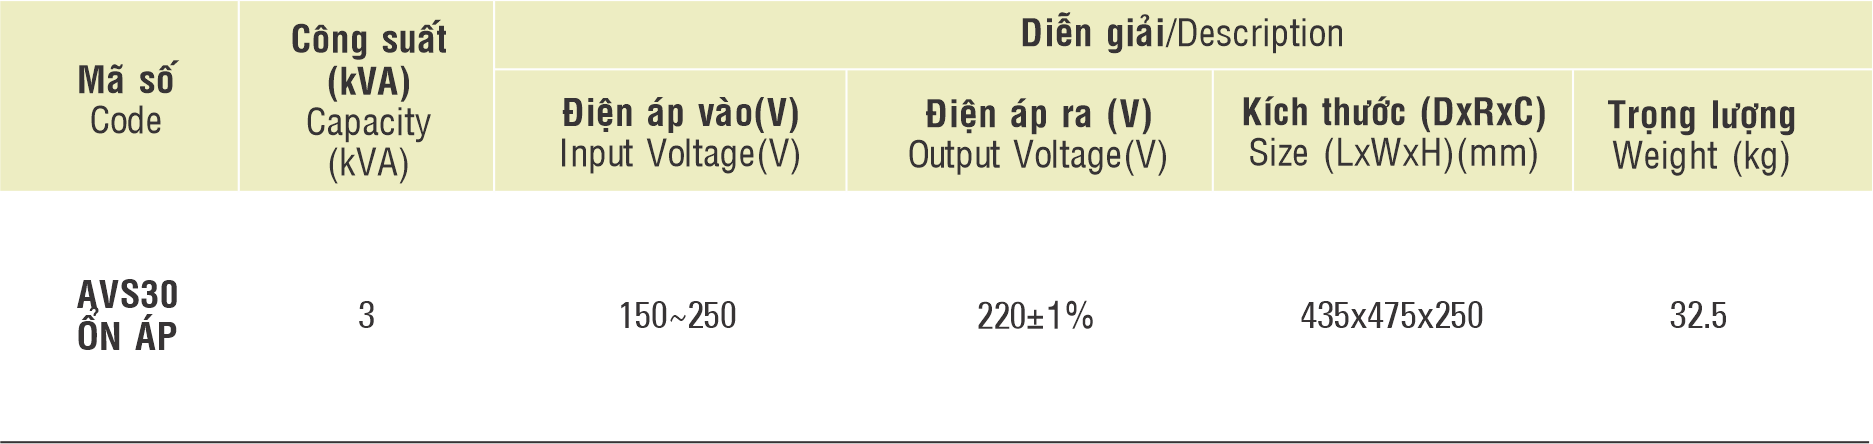 Mã số
Code
Công suất
(kVA)
Capacity
(kVA)
Diễn giải/Description
Điện áp vào(V)
Input Voltage(V)
Điện áp ra (V)
Output Voltage(V)
Kích thước (DxRxC)
Size (LxWxH)(mm)
Trọng lượng
Weight (kg)
AVS30
ỔN ÁP
3
150~250
220±1%
435x475x250
32.5